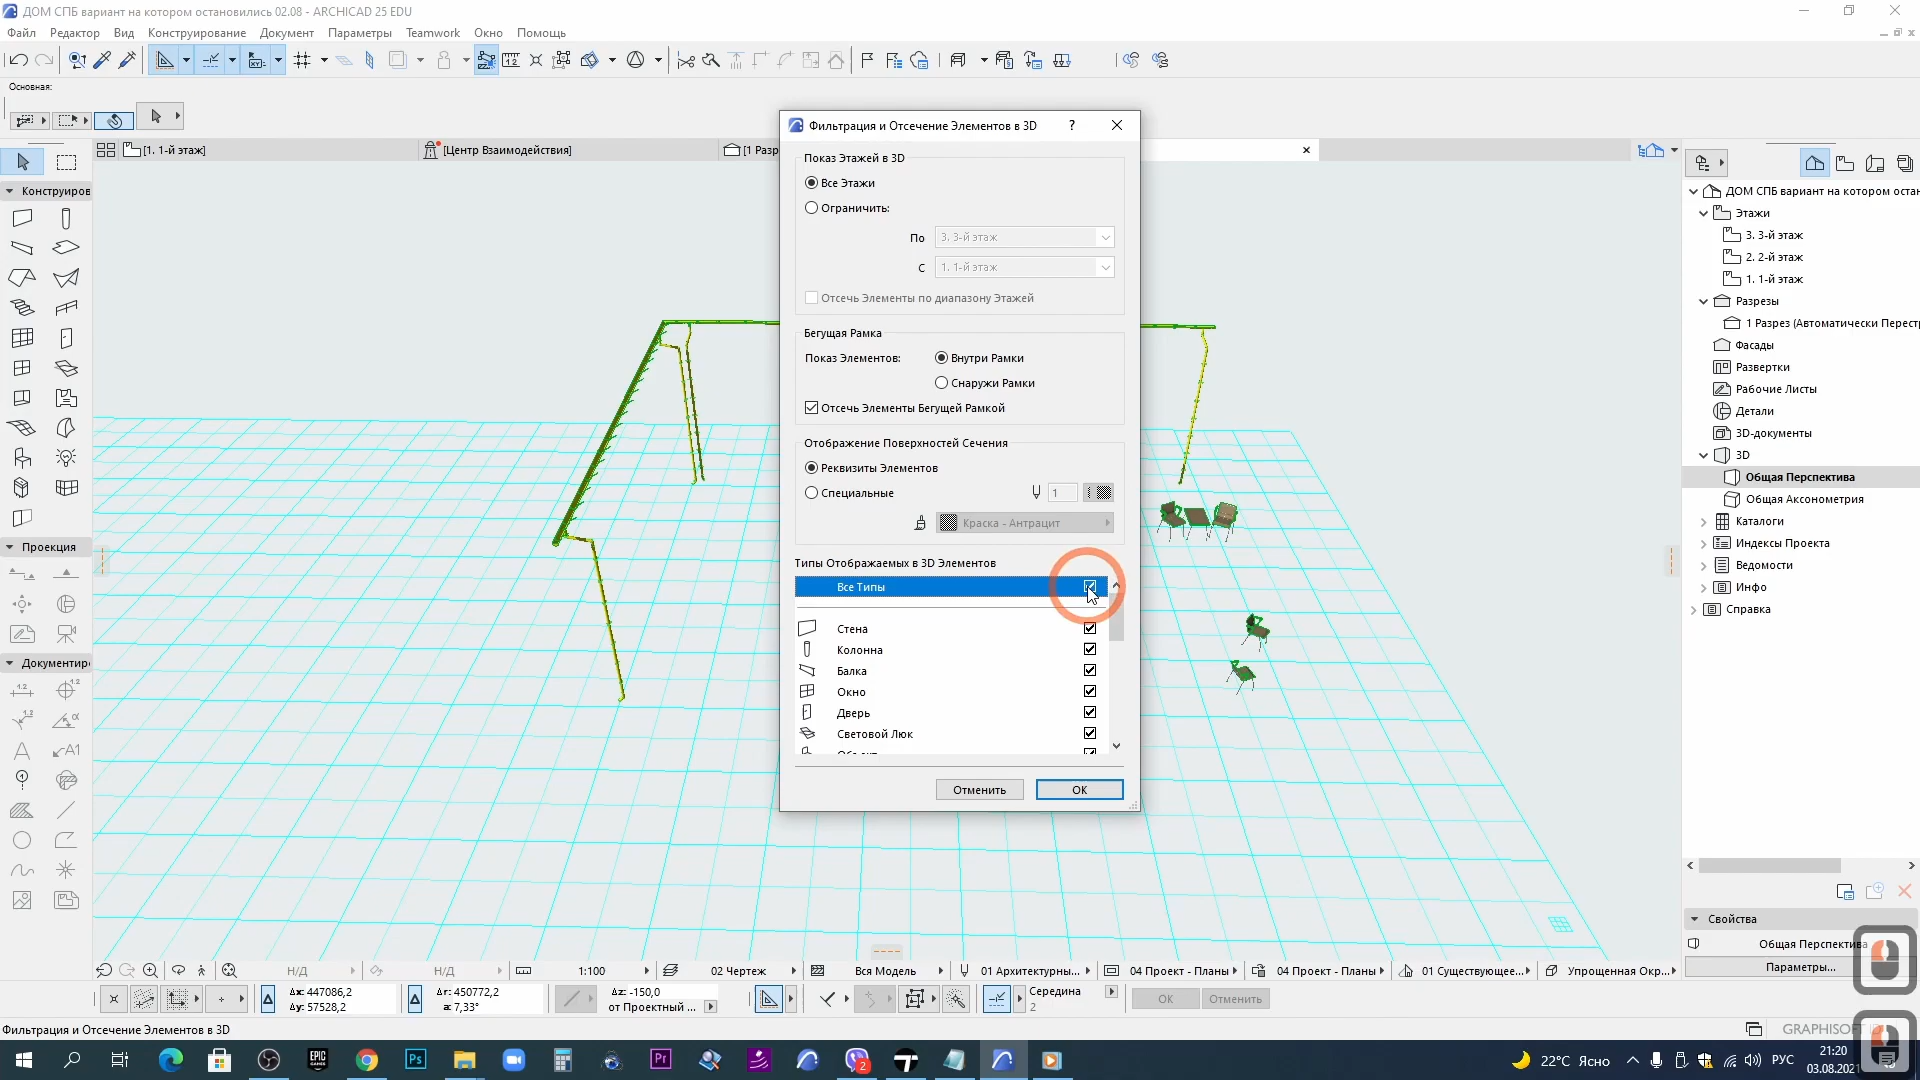 ДОМ СПБ вариант на котором остановились 02.08 - ARCHICAD 25 EDU
Файл Редактор Вид Конструирование Документ Параметры Teamwork Окно Помощь
Основная:
[1. 1-й этаж]
[Центр Взаимодействия]
[1 Разр
Конструиров
Проекция
Документир
Фильтрация и Отсечение Элементов в 3D
Показ Этажей в 3D
Все Этажи
Ограничить:
По 3. 3-й этаж
С 1. 1-й этаж
Отсечь Элементы по диапазону Этажей
Бегущая Рамка
Показ Элементов: Внутри Рамки
Снаружи Рамки
Отсечь Элементы Бегущей Рамкой
Отображение Поверхностей Сечения
Реквизиты Элементов
Специальные 1
Краска - Антрацит
Типы Отображаемых в 3D Элементов
Все Типы
Стена
Колонна
Балка
Окно
Дверь
Световой Люк
Отменить OK
ДОМ СПБ вариант на котором остан
Этажи
3. 3-й этаж
2. 2-й этаж
1. 1-й этаж
Разрезы
1 Разрез (Автоматически Перестр
Фасады
Развертки
Рабочие Листы
Детали
3D-документы
3D
Общая Перспектива
Общая Аксонометрия
Каталоги
Индексы Проекта
Ведомости
Инфо
Справка
Свойства
Общая Перспектива
Параметры...
Н/Д Н/Д 1:100 02 Чертеж Вся Модель 01 Архитектурны... 04 Проект - Планы 04 Проект - Планы 01 Существующее... Упрощенная Окр...
Δx: 447086,2
Δy: 57528,2
Δr: 450772,2
a: 7,33°
Δz: -150,0
от Проектный ...
Середина
2
OK Отменить
Фильтрация и Отсечение Элементов в 3D
GRAPHISOFT
22°C Ясно
РУС
21:20
03.08.2021